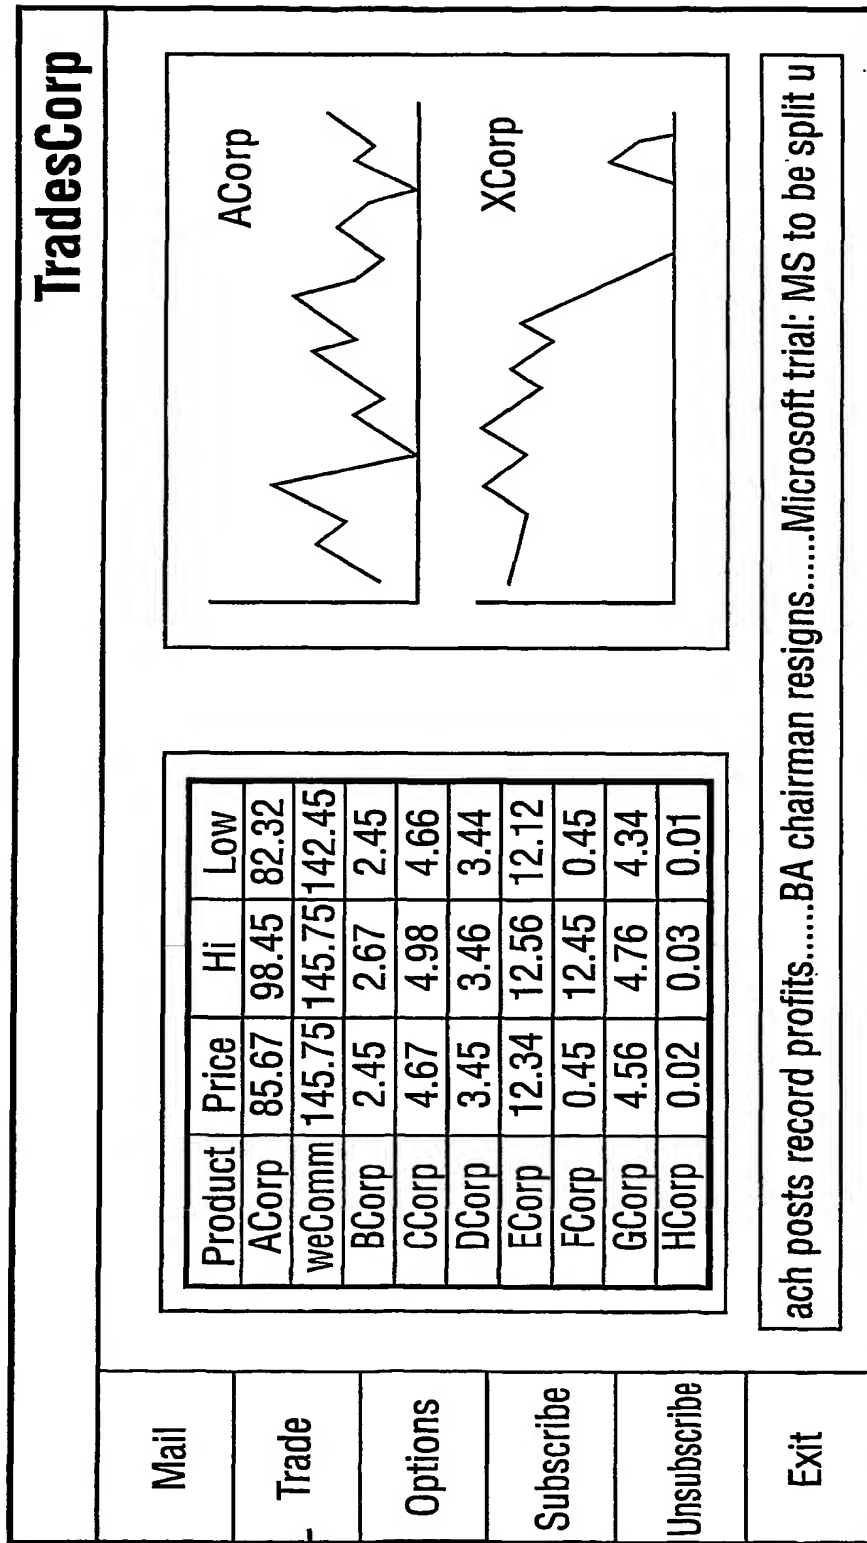 TradesCorp
Mail
Trade
Options
Subscribe
Unsubscribe
Exit
Product Price Hi Low
ACorp 85.67 98.45 82.32
weComm 145.75 145.75 142.45
BCorp 2.45 2.67 2.45
CCorp 4.67 4.98 4.66
DCorp 3.45 3.46 3.44
ECorp 12.34 12.56 12.12
FCorp 0.45 12.45 0.45
GCorp 4.56 4.76 4.34
HCorp 0.02 0.03 0.01
ACorp
XCorp
ach posts record profits......BA chairman resigns......Microsoft trial: MS to be split u